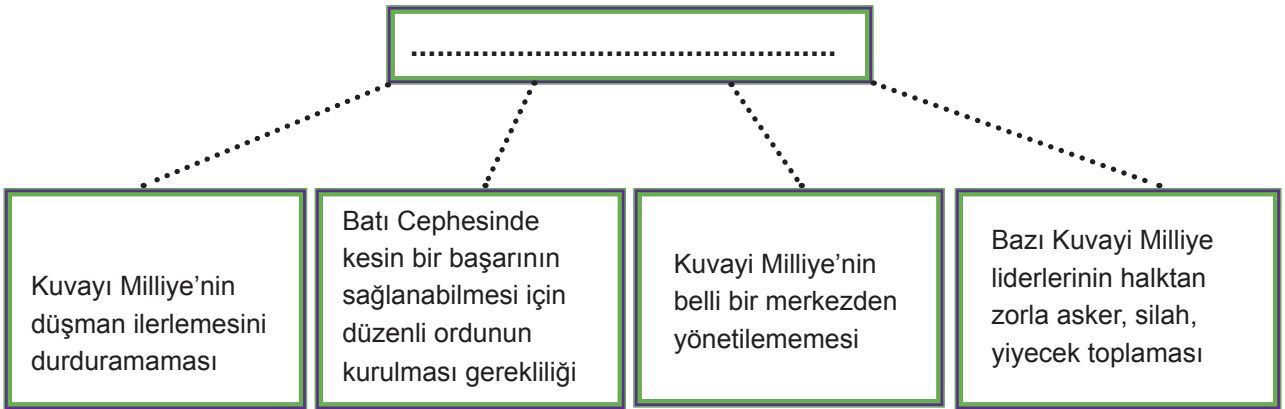 ................................................
Kuvayı Milliye’nin
düşman ilerlemesini
durduramaması
Batı Cephesinde
kesin bir başarının
sağlanabilmesi için
düzenli ordunun
kurulması gerekliliği
Kuvayi Milliye’nin
belli bir merkezden
yönetilememesi
Bazı Kuvayi Milliye
liderlerinin halktan
zorla asker, silah,
yiyecek toplaması